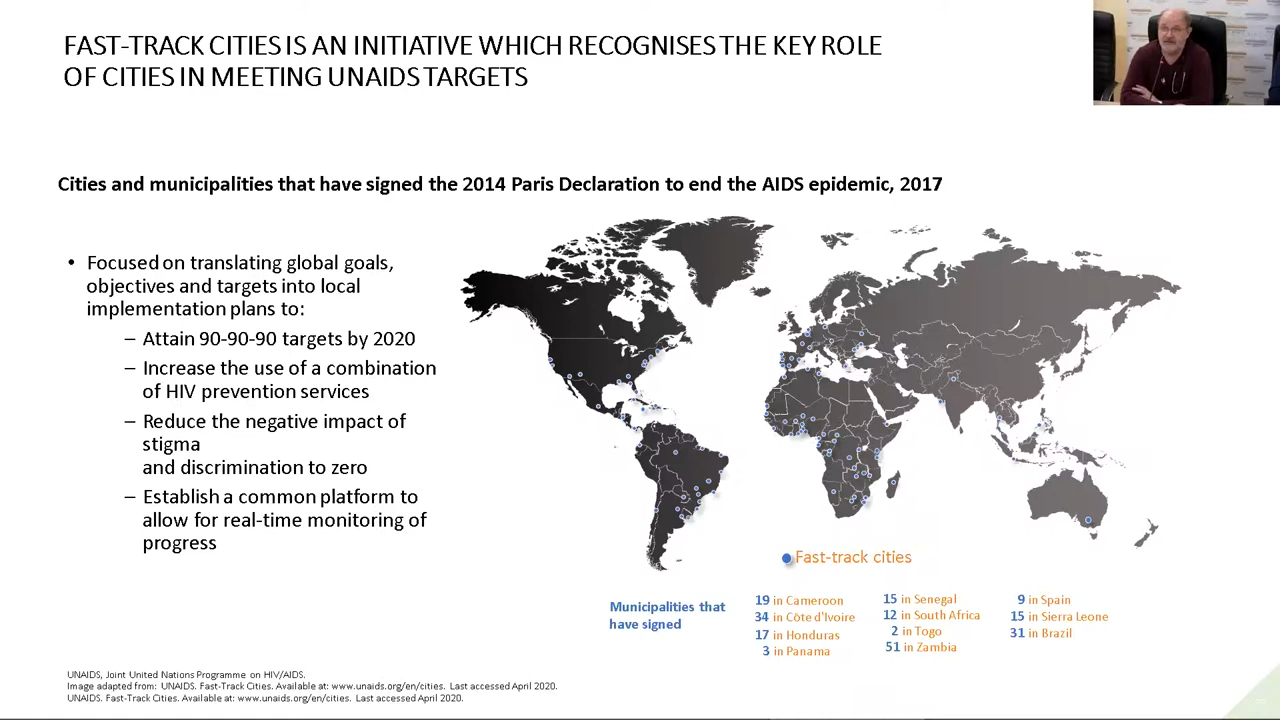 FAST-TRACK CITIES IS AN INITIATIVE WHICH RECOGNISES THE KEY ROLE
OF CITIES IN MEETING UNAIDS TARGETS
Cities and municipalities that have signed the 2014 Paris Declaration to end the AIDS epidemic, 2017
• Focused on translating global goals,
objectives and targets into local
implementation plans to:
– Attain 90-90-90 targets by 2020
– Increase the use of a combination
of HIV prevention services
– Reduce the negative impact of
stigma
and discrimination to zero
– Establish a common platform to
allow for real-time monitoring of
progress
Fast-track cities
Municipalities that
have signed
19 in Cameroon
34 in Côte d'Ivoire
17 in Honduras
3 in Panama
15 in Senegal
12 in South Africa
2 in Togo
51 in Zambia
9 in Spain
15 in Sierra Leone
31 in Brazil
UNAIDS, Joint United Nations Programme on HIV/AIDS.
Image adapted from: UNAIDS. Fast-Track Cities. Available at: www.unaids.org/en/cities. Last accessed April 2020.
UNAIDS. Fast-Track Cities. Available at: www.unaids.org/en/cities. Last accessed April 2020.